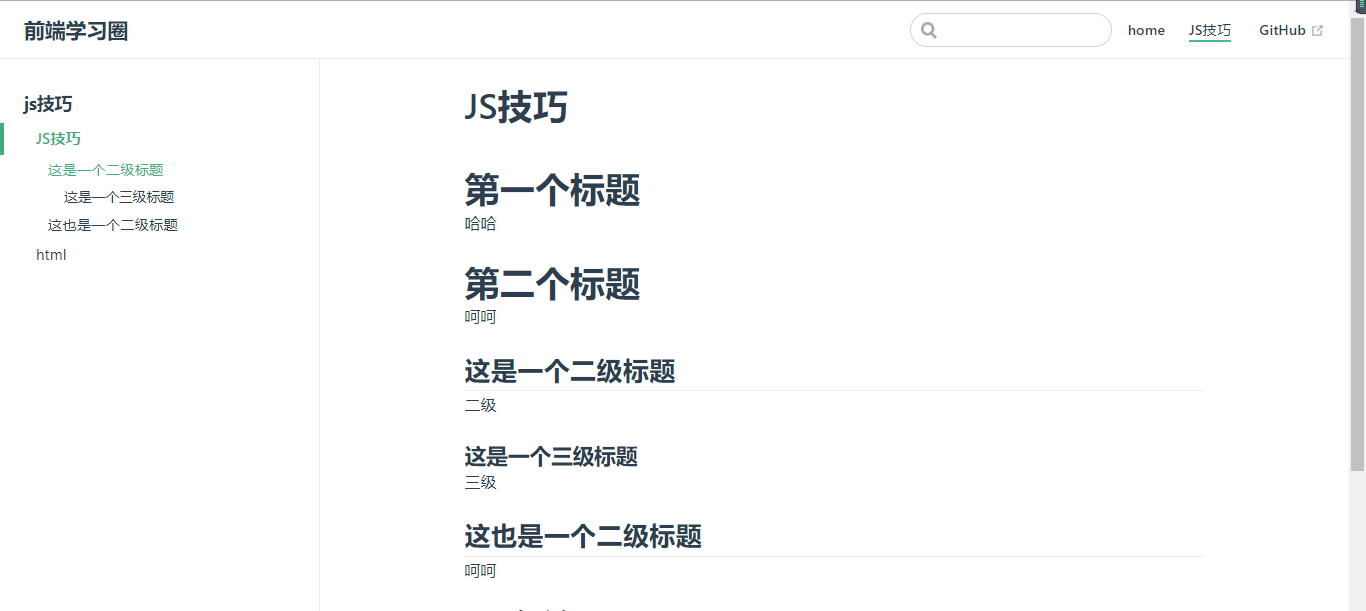 前端学习圈
home
JS技巧
GitHub
js技巧
JS技巧
这是一个二级标题
这是一个三级标题
这也是一个二级标题
html
JS技巧
第一个标题
哈哈
第二个标题
呵呵
这是一个二级标题
二级
这是一个三级标题
三级
这也是一个二级标题
呵呵